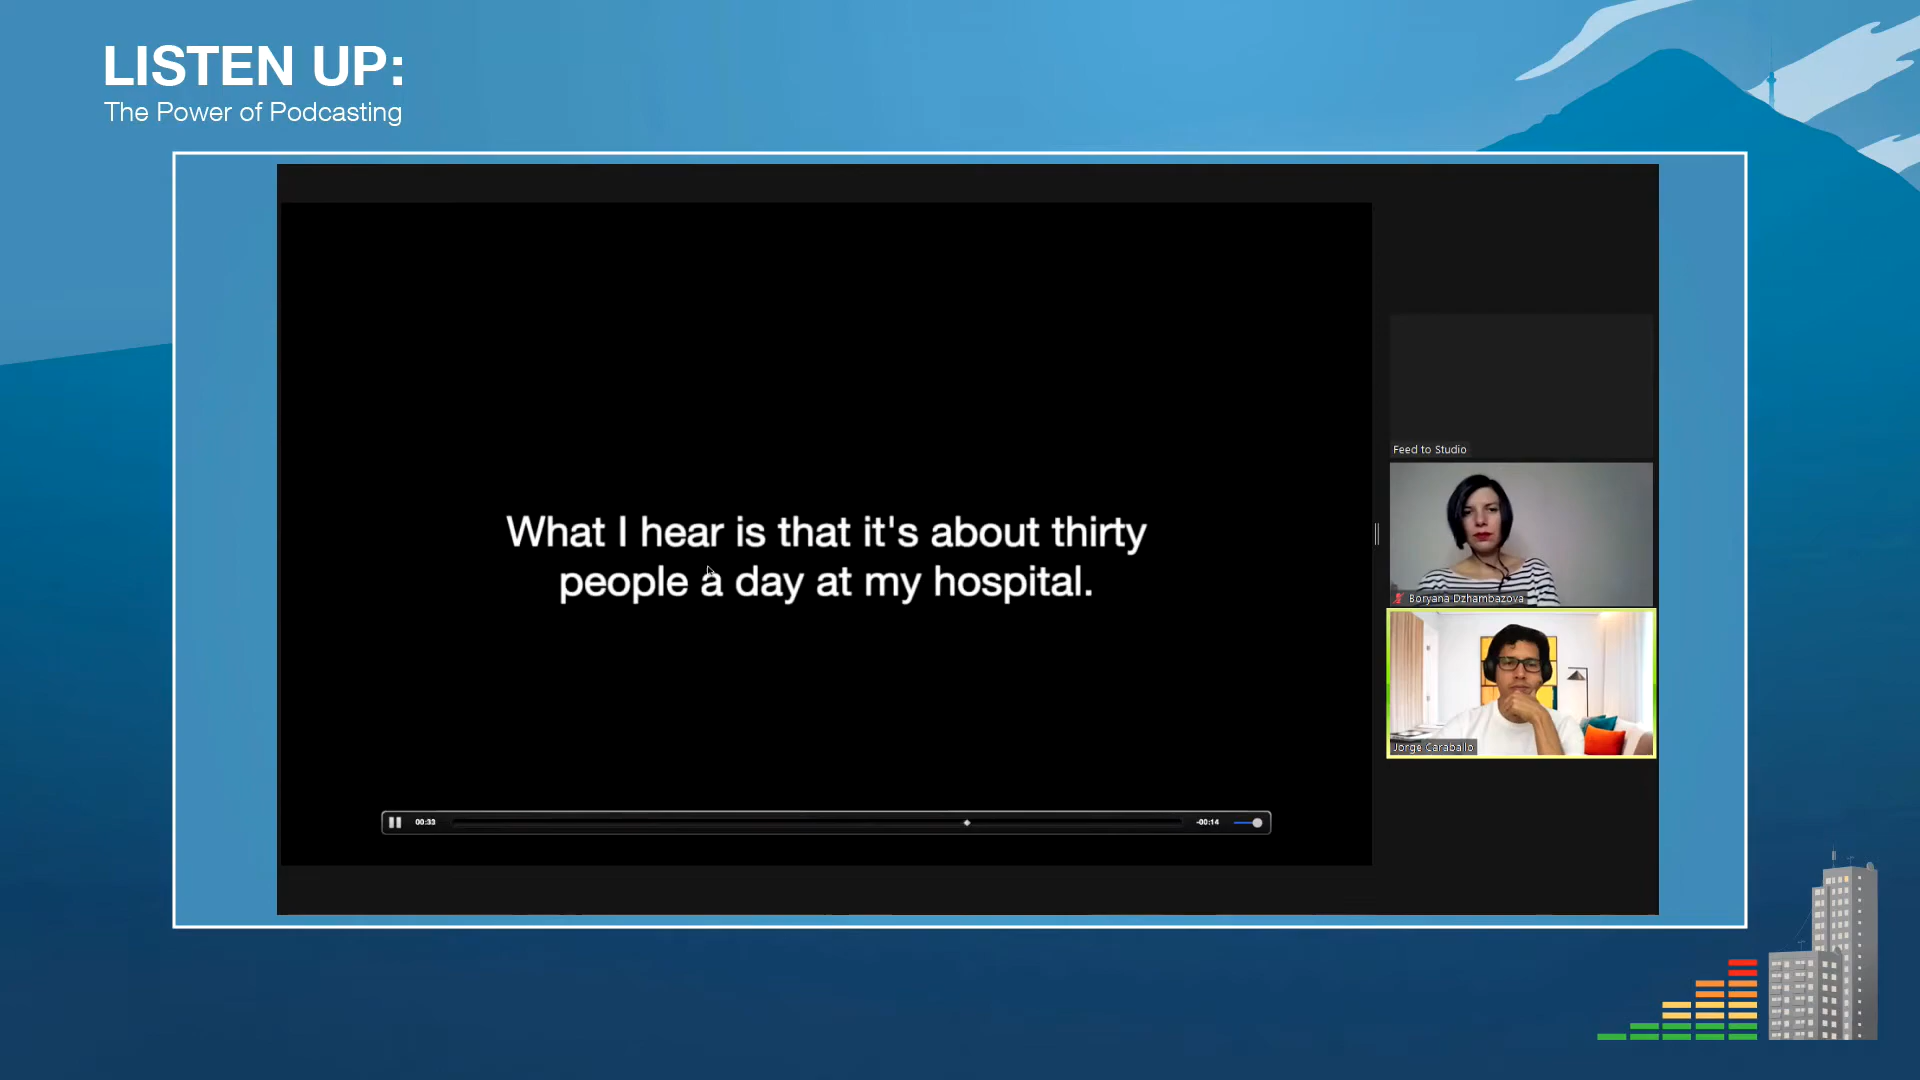 LISTEN UP:
The Power of Podcasting
What I hear is that it's about thirty
people a day at my hospital.
00:33
-00:14
Feed to Studio
Boryana Dzhambazova
Jorge Caraballo